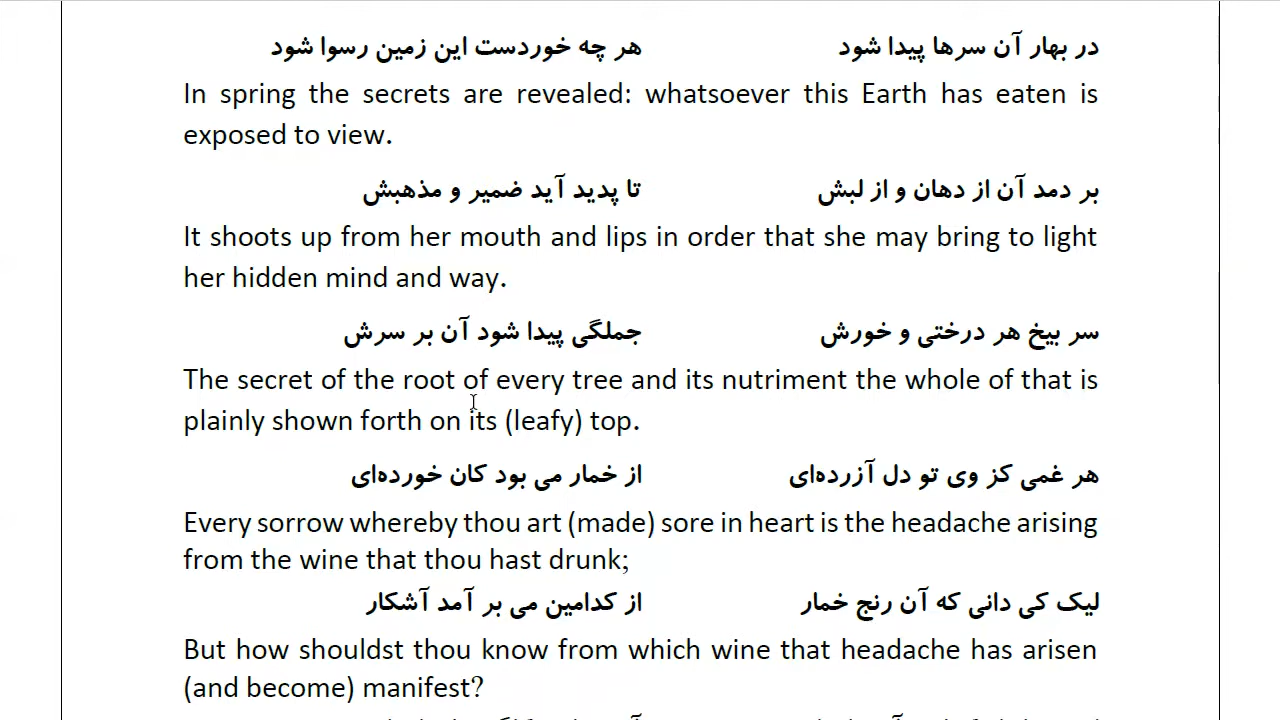 در بهار آن سرها پیدا شود هر چه خوردست این زمین رسوا شود
In spring the secrets are revealed: whatsoever this Earth has eaten is
exposed to view.
بر دمد آن از دهان و از لبش تا پدید آید ضمیر و مذهبش
It shoots up from her mouth and lips in order that she may bring to light
her hidden mind and way.
سر بیخ هر درختی و خورش جملگی پیدا شود آن بر سرش
The secret of the root of every tree and its nutriment the whole of that is
plainly shown forth on its (leafy) top.
هر غمی کز وی تو دل آزرده‌ای از خمار می بود کان خورده‌ای
Every sorrow whereby thou art (made) sore in heart is the headache arising
from the wine that thou hast drunk;
لیک کی دانی که آن رنج خمار از کدامین می بر آمد آشکار
But how shouldst thou know from which wine that headache has arisen
(and become) manifest?